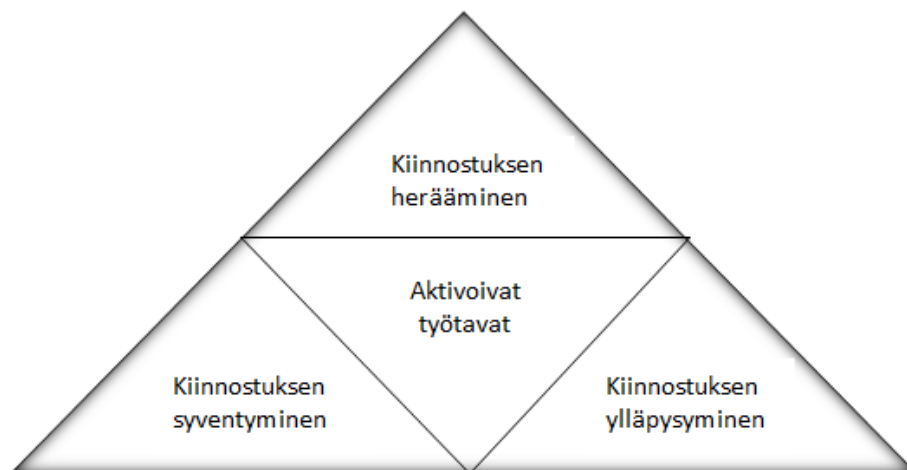 Kiinnostuksen
herääminen
Aktivoivat
työtavat
Kiinnostuksen
syventyminen
Kiinnostuksen
ylläpysyminen